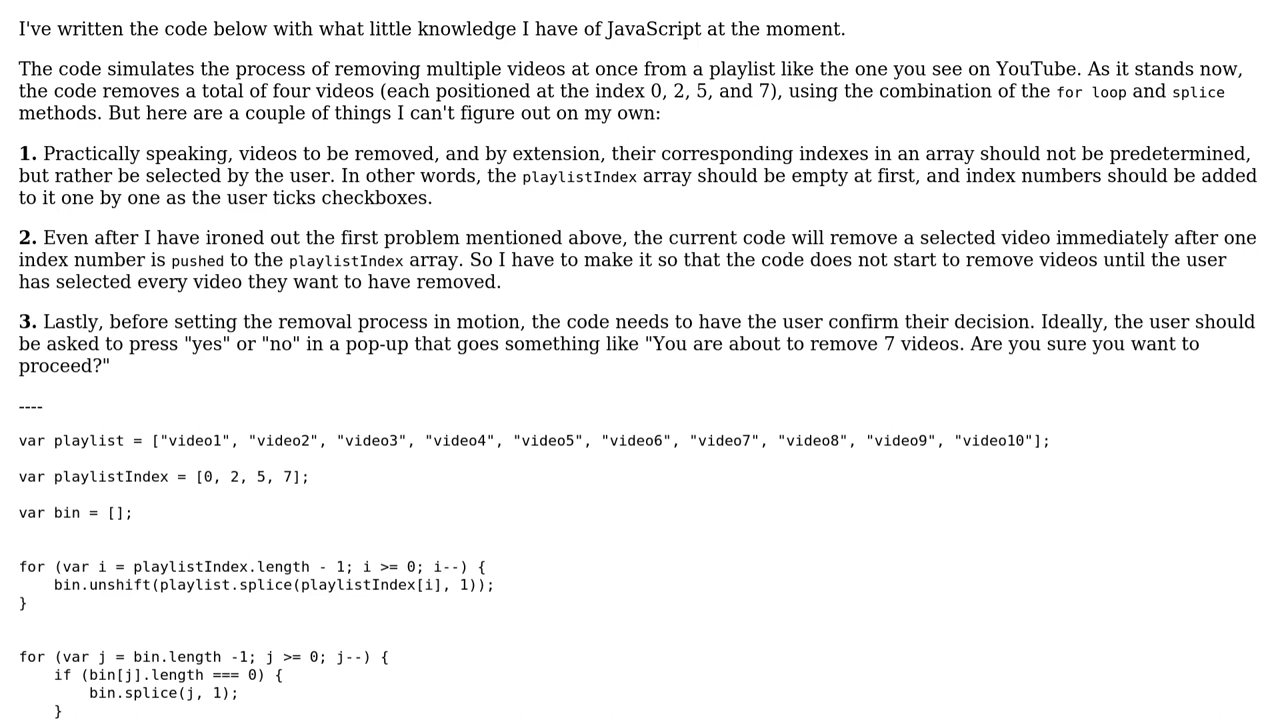 I've written the code below with what little knowledge I have of JavaScript at the moment.
The code simulates the process of removing multiple videos at once from a playlist like the one you see on YouTube. As it stands now,
the code removes a total of four videos (each positioned at the index 0, 2, 5, and 7), using the combination of the for loop and splice
methods. But here are a couple of things I can't figure out on my own:
1. Practically speaking, videos to be removed, and by extension, their corresponding indexes in an array should not be predetermined,
but rather be selected by the user. In other words, the playlistIndex array should be empty at first, and index numbers should be added
to it one by one as the user ticks checkboxes.
2. Even after I have ironed out the first problem mentioned above, the current code will remove a selected video immediately after one
index number is pushed to the playlistIndex array. So I have to make it so that the code does not start to remove videos until the user
has selected every video they want to have removed.
3. Lastly, before setting the removal process in motion, the code needs to have the user confirm their decision. Ideally, the user should
be asked to press "yes" or "no" in a pop-up that goes something like "You are about to remove 7 videos. Are you sure you want to
proceed?"
----
var playlist = ["video1", "video2", "video3", "video4", "video5", "video6", "video7", "video8", "video9", "video10"];
var playlistIndex = [0, 2, 5, 7];
var bin = [];
for (var i = playlistIndex.length - 1; i >= 0; i--) {
    bin.unshift(playlist.splice(playlistIndex[i], 1));
}
for (var j = bin.length -1; j >= 0; j--) {
    if (bin[j].length === 0) {
        bin.splice(j, 1);
    }